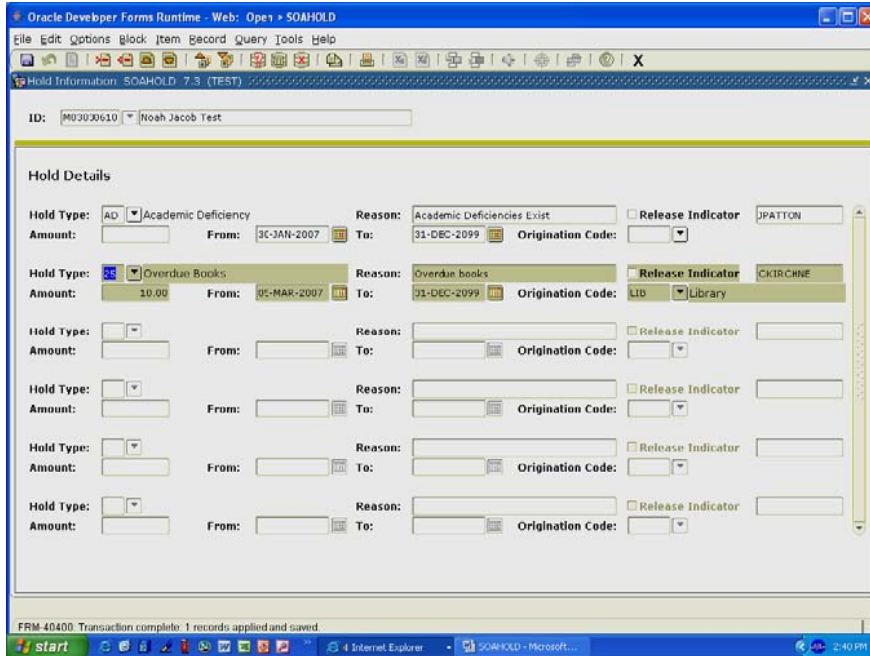 Oracle Developer Forms Runtime - Web: Open > SOAHOLD
File Edit Options Block Item Record Query Tools Help
Hold Information SOAHOLD 7.3 (TEST)
ID: M03030610 Noah Jacob Test
Hold Details
Hold Type: AD Academic Deficiency Reason: Academic Deficiencies Exist Release Indicator JPATTON
Amount: From: 30-JAN-2007 To: 31-DEC-2099 Origination Code:
Hold Type: 25 Overdue Books Reason: Overdue books Release Indicator CKIRCHNE
Amount: 10.00 From: 05-MAR-2007 To: 31-DEC-2099 Origination Code: LIB Library
Hold Type: Reason: Release Indicator
Amount: From: To: Origination Code:
Hold Type: Reason: Release Indicator
Amount: From: To: Origination Code:
Hold Type: Reason: Release Indicator
Amount: From: To: Origination Code:
Hold Type: Reason: Release Indicator
Amount: From: To: Origination Code:
FRM-40400: Transaction complete: 1 records applied and saved.
start 4 Internet Explorer SOAHOLD - Microsoft... 2:40 PM